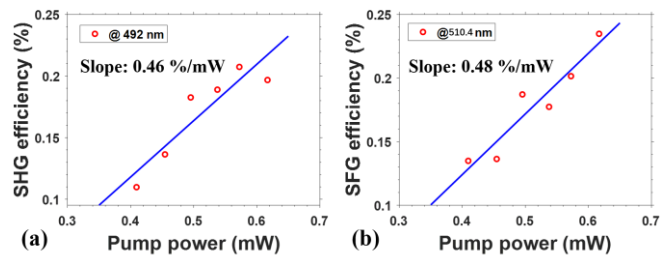 @ 492 nm
Slope: 0.46 %/mW
SHG efficiency (%)
0.25
0.2
0.15
0.1
0.3 0.4 0.5 0.6 0.7
(a) Pump power (mW)
@510.4 nm
Slope: 0.48 %/mW
SFG efficiency (%)
0.25
0.2
0.15
0.1
0.3 0.4 0.5 0.6 0.7
(b) Pump power (mW)